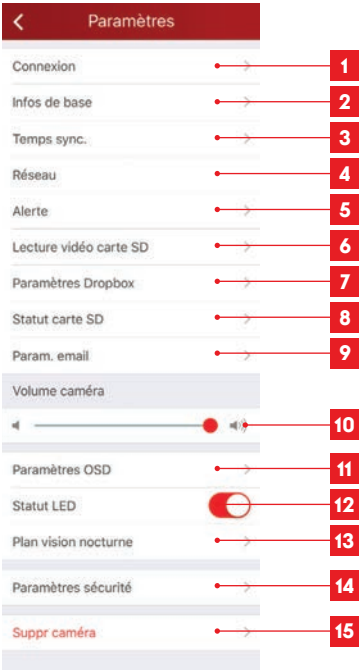 Paramètres
Connexion 1
Infos de base 2
Temps sync. 3
Réseau 4
Alerte 5
Lecture vidéo carte SD 6
Paramètres Dropbox 7
Statut carte SD 8
Param. email 9
Volume caméra
10
Paramètres OSD 11
Statut LED 12
Plan vision nocturne 13
Paramètres sécurité 14
Suppr caméra 15